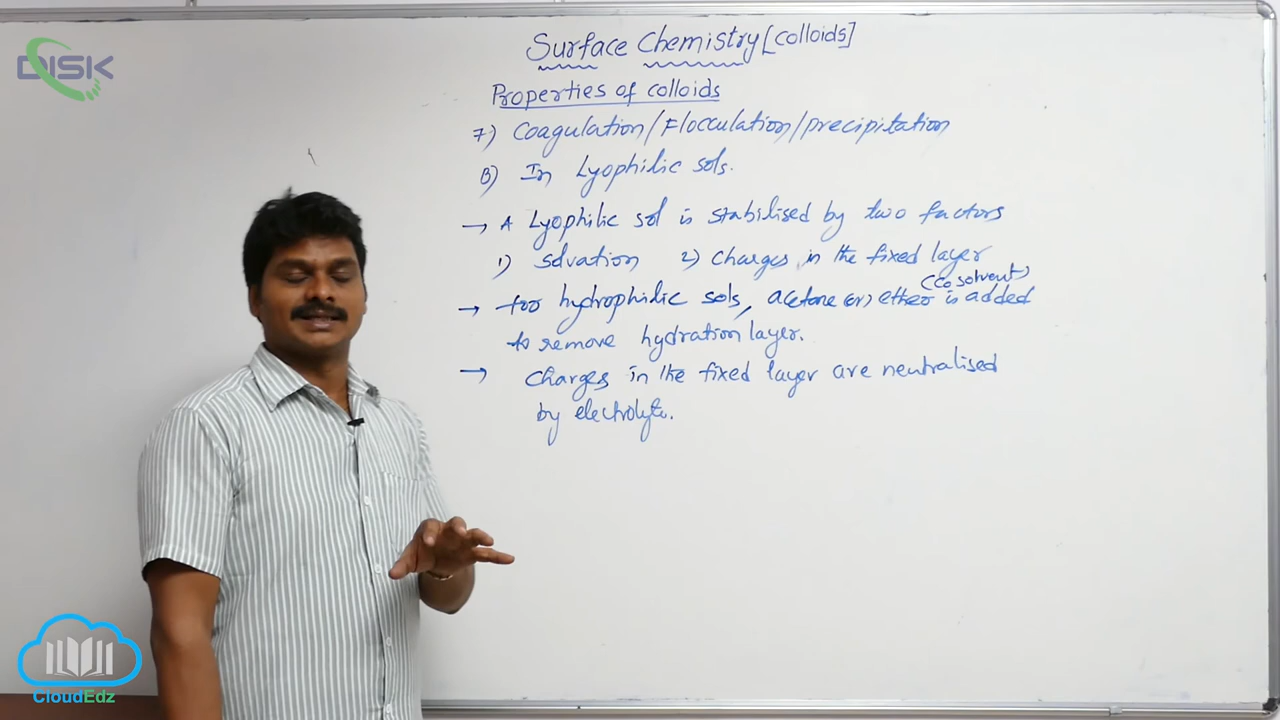 DISK
Surface Chemistry [colloids]
Properties of colloids
7) Coagulation/Flocculation/precipitation
B) In Lyophilic sols.
→ A Lyophilic sol is stabilised by two factors
1) Solvation 2) charges in the fixed layer
(co solvent)
→ for hydrophilic sols, acetone (or) ether is added
to remove hydration layer.
→ charges in the fixed layer are neutralised
by electrolyte.
CloudEdz